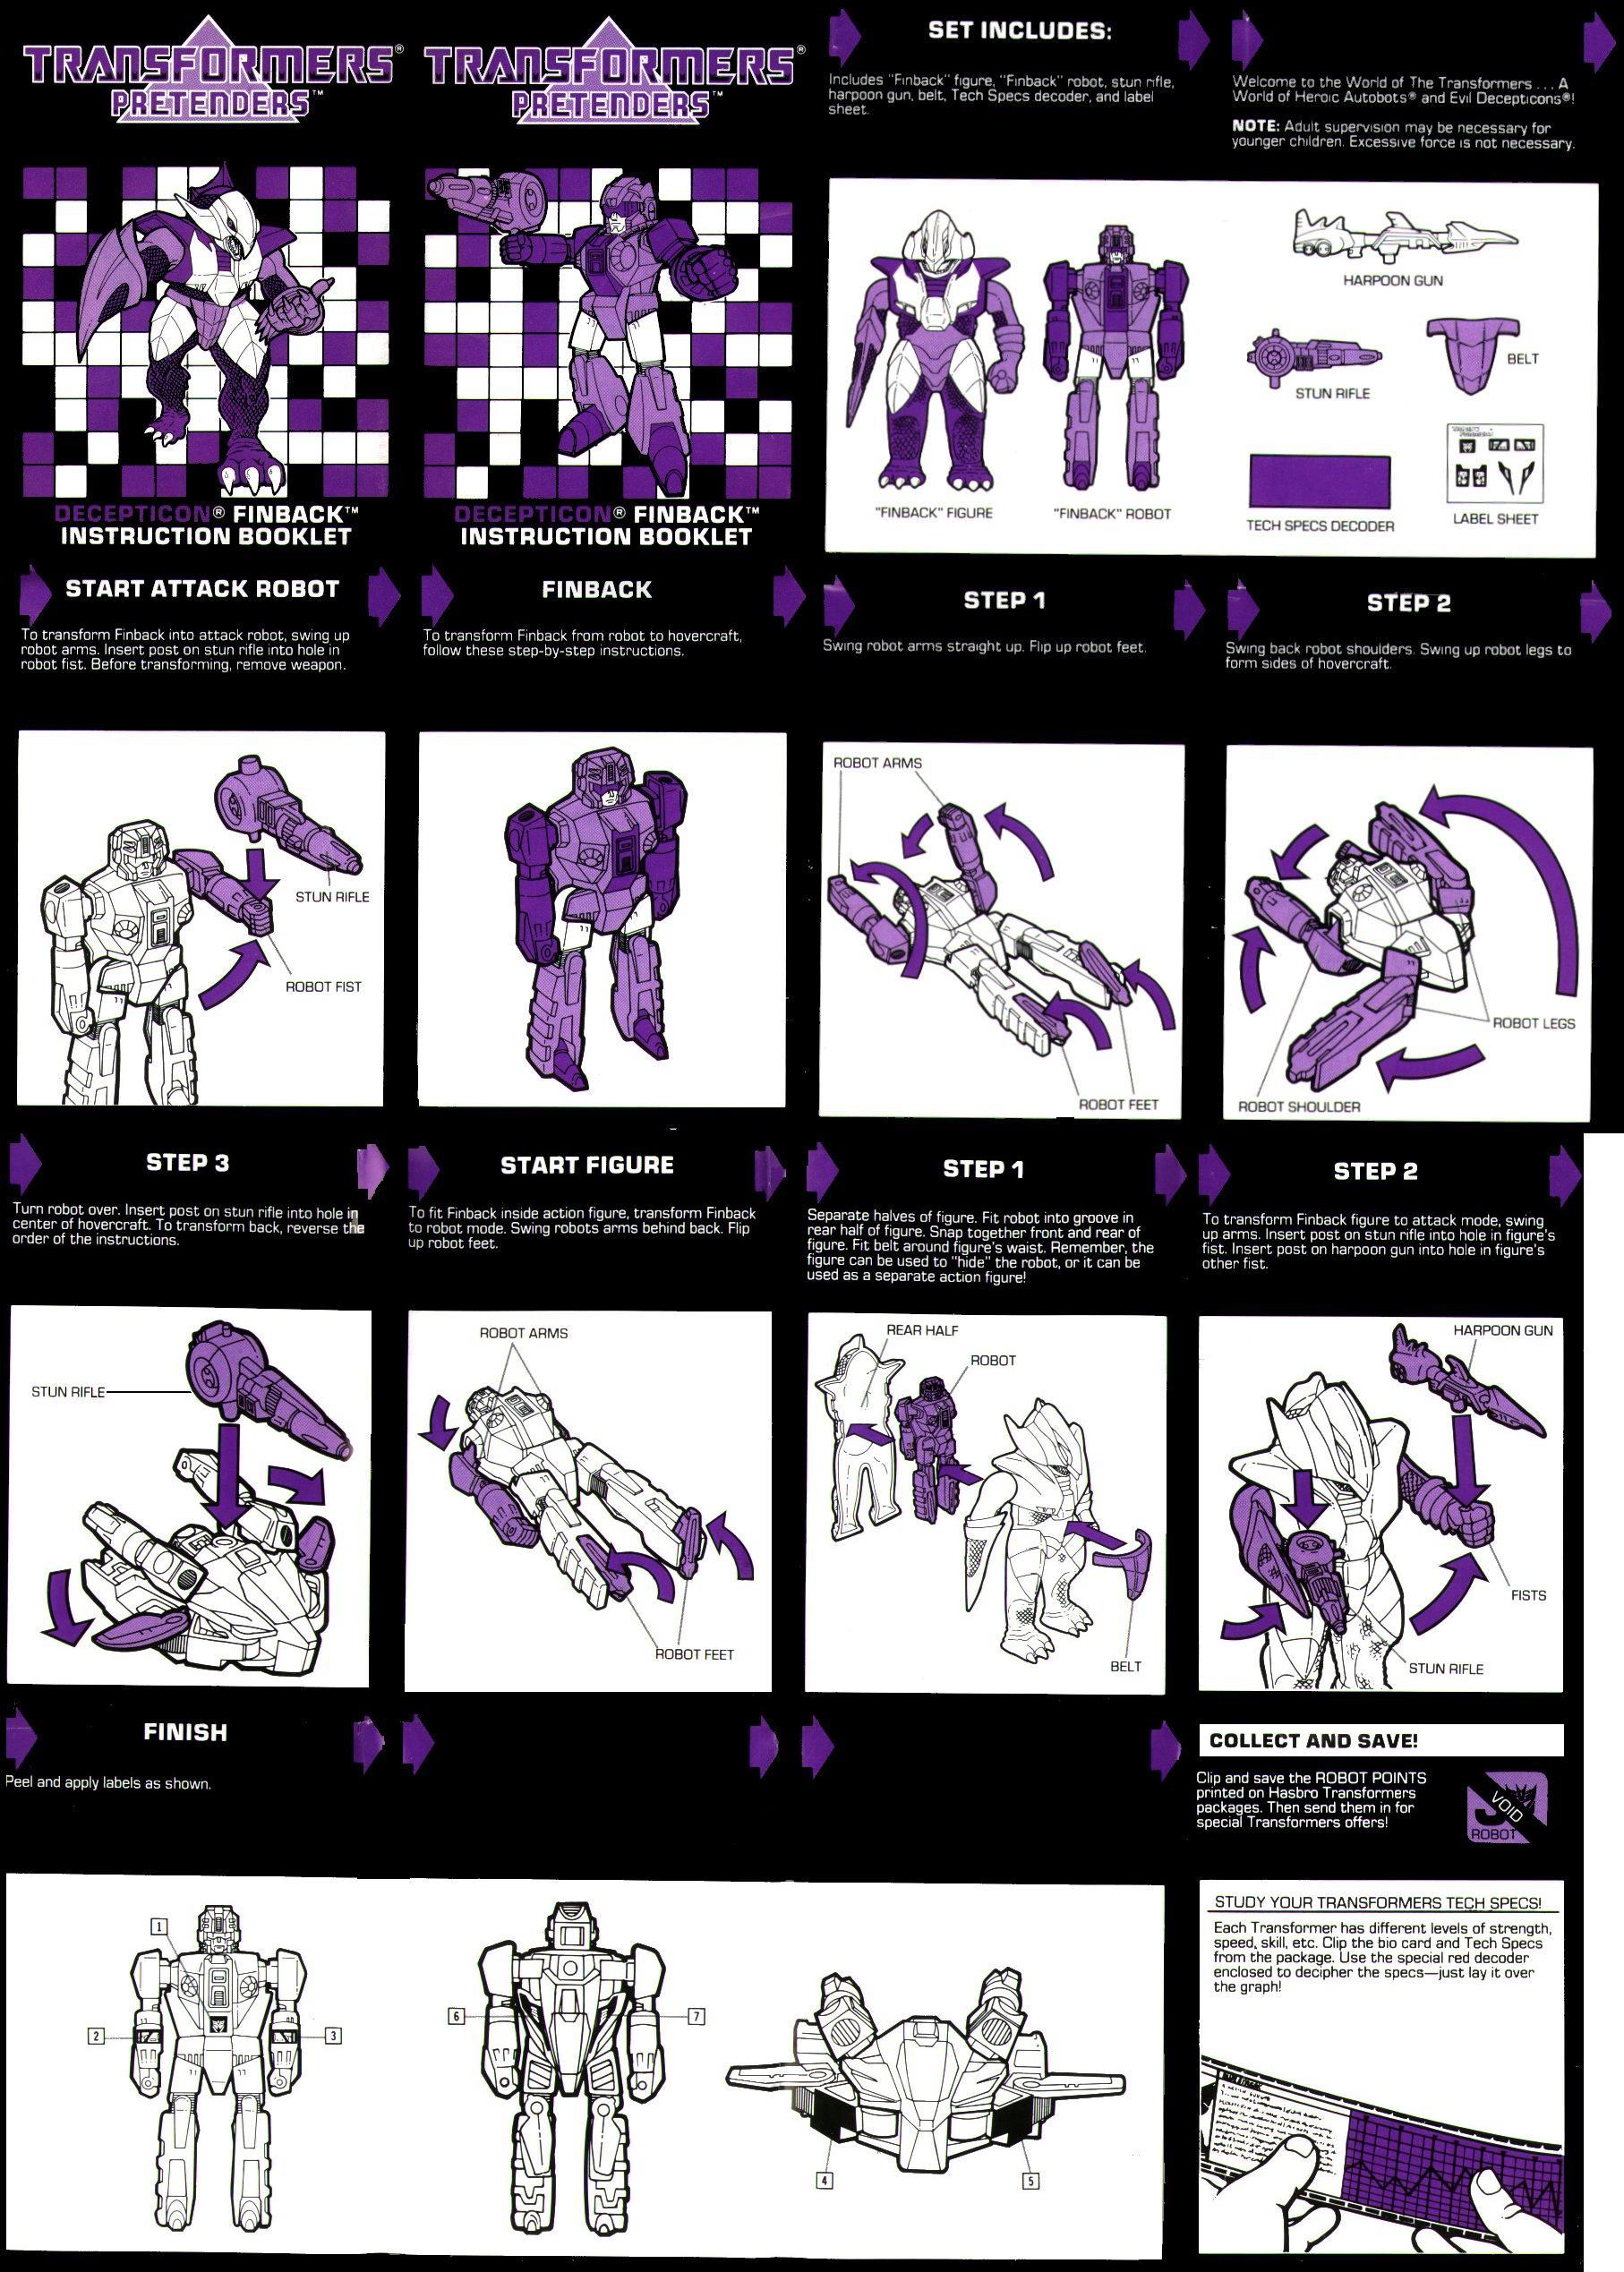 TRANSFORMERS®
PRETENDERS™
DECEPTICON® FINBACK™
INSTRUCTION BOOKLET
TRANSFORMERS®
PRETENDERS™
DECEPTICON® FINBACK™
INSTRUCTION BOOKLET
SET INCLUDES:
Includes "Finback" figure, "Finback" robot, stun rifle,
harpoon gun, belt, Tech Specs decoder, and label
sheet.
Welcome to the World of The Transformers . . . A
World of Heroic Autobots® and Evil Decepticons®!
NOTE: Adult supervision may be necessary for
younger children. Excessive force is not necessary.
"FINBACK" FIGURE
"FINBACK" ROBOT
HARPOON GUN
STUN RIFLE
BELT
TECH SPECS DECODER
LABEL SHEET
START ATTACK ROBOT
To transform Finback into attack robot, swing up
robot arms. Insert post on stun rifle into hole in
robot fist. Before transforming, remove weapon.
STUN RIFLE
ROBOT FIST
FINBACK
To transform Finback from robot to hovercraft,
follow these step-by-step instructions.
STEP 1
Swing robot arms straight up. Flip up robot feet.
ROBOT ARMS
ROBOT FEET
STEP 2
Swing back robot shoulders. Swing up robot legs to
form sides of hovercraft.
ROBOT LEGS
ROBOT SHOULDER
STEP 3
Turn robot over. Insert post on stun rifle into hole in
center of hovercraft. To transform back, reverse the
order of the instructions.
STUN RIFLE
START FIGURE
To fit Finback inside action figure, transform Finback
to robot mode. Swing robots arms behind back. Flip
up robot feet.
ROBOT ARMS
ROBOT FEET
STEP 1
Separate halves of figure. Fit robot into groove in
rear half of figure. Snap together front and rear of
figure. Fit belt around figure's waist. Remember, the
figure can be used to "hide" the robot, or it can be
used as a separate action figure!
REAR HALF
ROBOT
BELT
STEP 2
To transform Finback figure to attack mode, swing
up arms. Insert post on stun rifle into hole in figure's
fist. Insert post on harpoon gun into hole in figure's
other fist.
HARPOON GUN
FISTS
STUN RIFLE
FINISH
Peel and apply labels as shown.
1
2
3
6
7
4
5
COLLECT AND SAVE!
Clip and save the ROBOT POINTS
printed on Hasbro Transformers
packages. Then send them in for
special Transformers offers!
VOID
ROBOT
STUDY YOUR TRANSFORMERS TECH SPECS!
Each Transformer has different levels of strength,
speed, skill, etc. Clip the bio card and Tech Specs
from the package. Use the special red decoder
enclosed to decipher the specs—just lay it over
the graph!